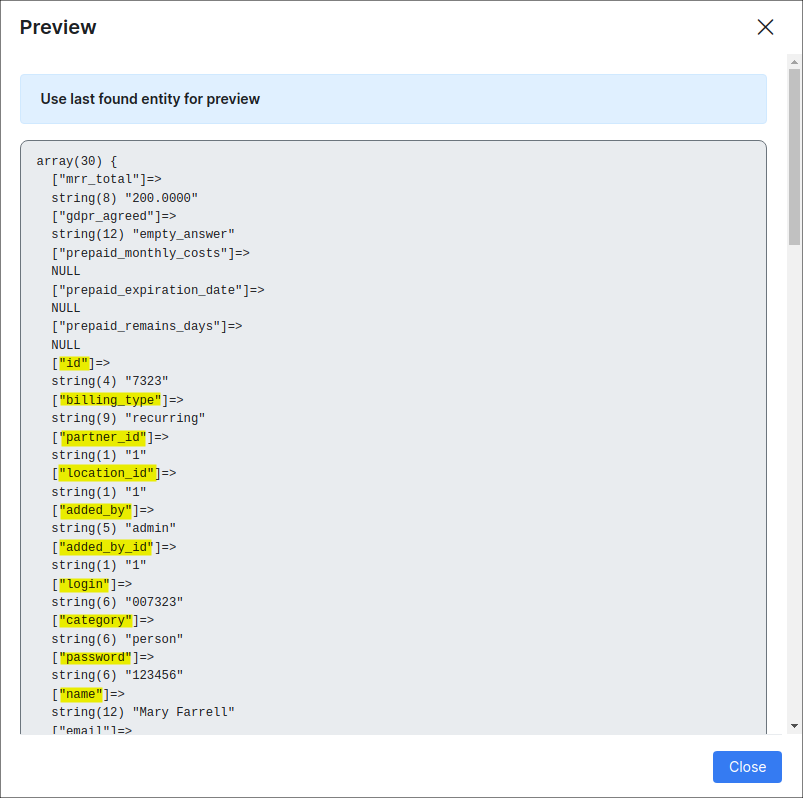 Preview
Use last found entity for preview
array(30) {
["mrr_total"]=>
string(8) "200.0000"
["gdpr_agreed"]=>
string(12) "empty_answer"
["prepaid_monthly_costs"]=>
NULL
["prepaid_expiration_date"]=>
NULL
["prepaid_remains_days"]=>
NULL
["id"]=>
string(4) "7323"
["billing_type"]=>
string(9) "recurring"
["partner_id"]=>
string(1) "1"
["location_id"]=>
string(1) "1"
["added_by"]=>
string(5) "admin"
["added_by_id"]=>
string(1) "1"
["login"]=>
string(6) "007323"
["category"]=>
string(6) "person"
["password"]=>
string(6) "123456"
["name"]=>
string(12) "Mary Farrell"
["email"]=>
Close